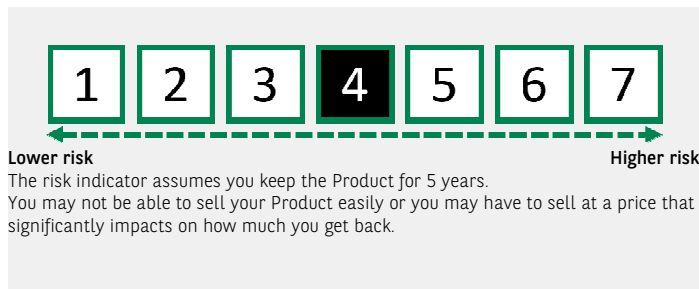 1 2 3 4 5 6 7
Lower risk Higher risk
The risk indicator assumes you keep the Product for 5 years.
You may not be able to sell your Product easily or you may have to sell at a price that
significantly impacts on how much you get back.